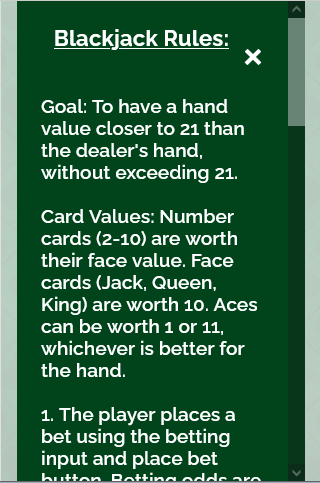 Blackjack Rules:
×
Goal: To have a hand
value closer to 21 than
the dealer's hand,
without exceeding 21.
Card Values: Number
cards (2-10) are worth
their face value. Face
cards (Jack, Queen,
King) are worth 10. Aces
can be worth 1 or 11,
whichever is better for
the hand.
1. The player places a
bet using the betting
input and place bet
button. Betting odds are